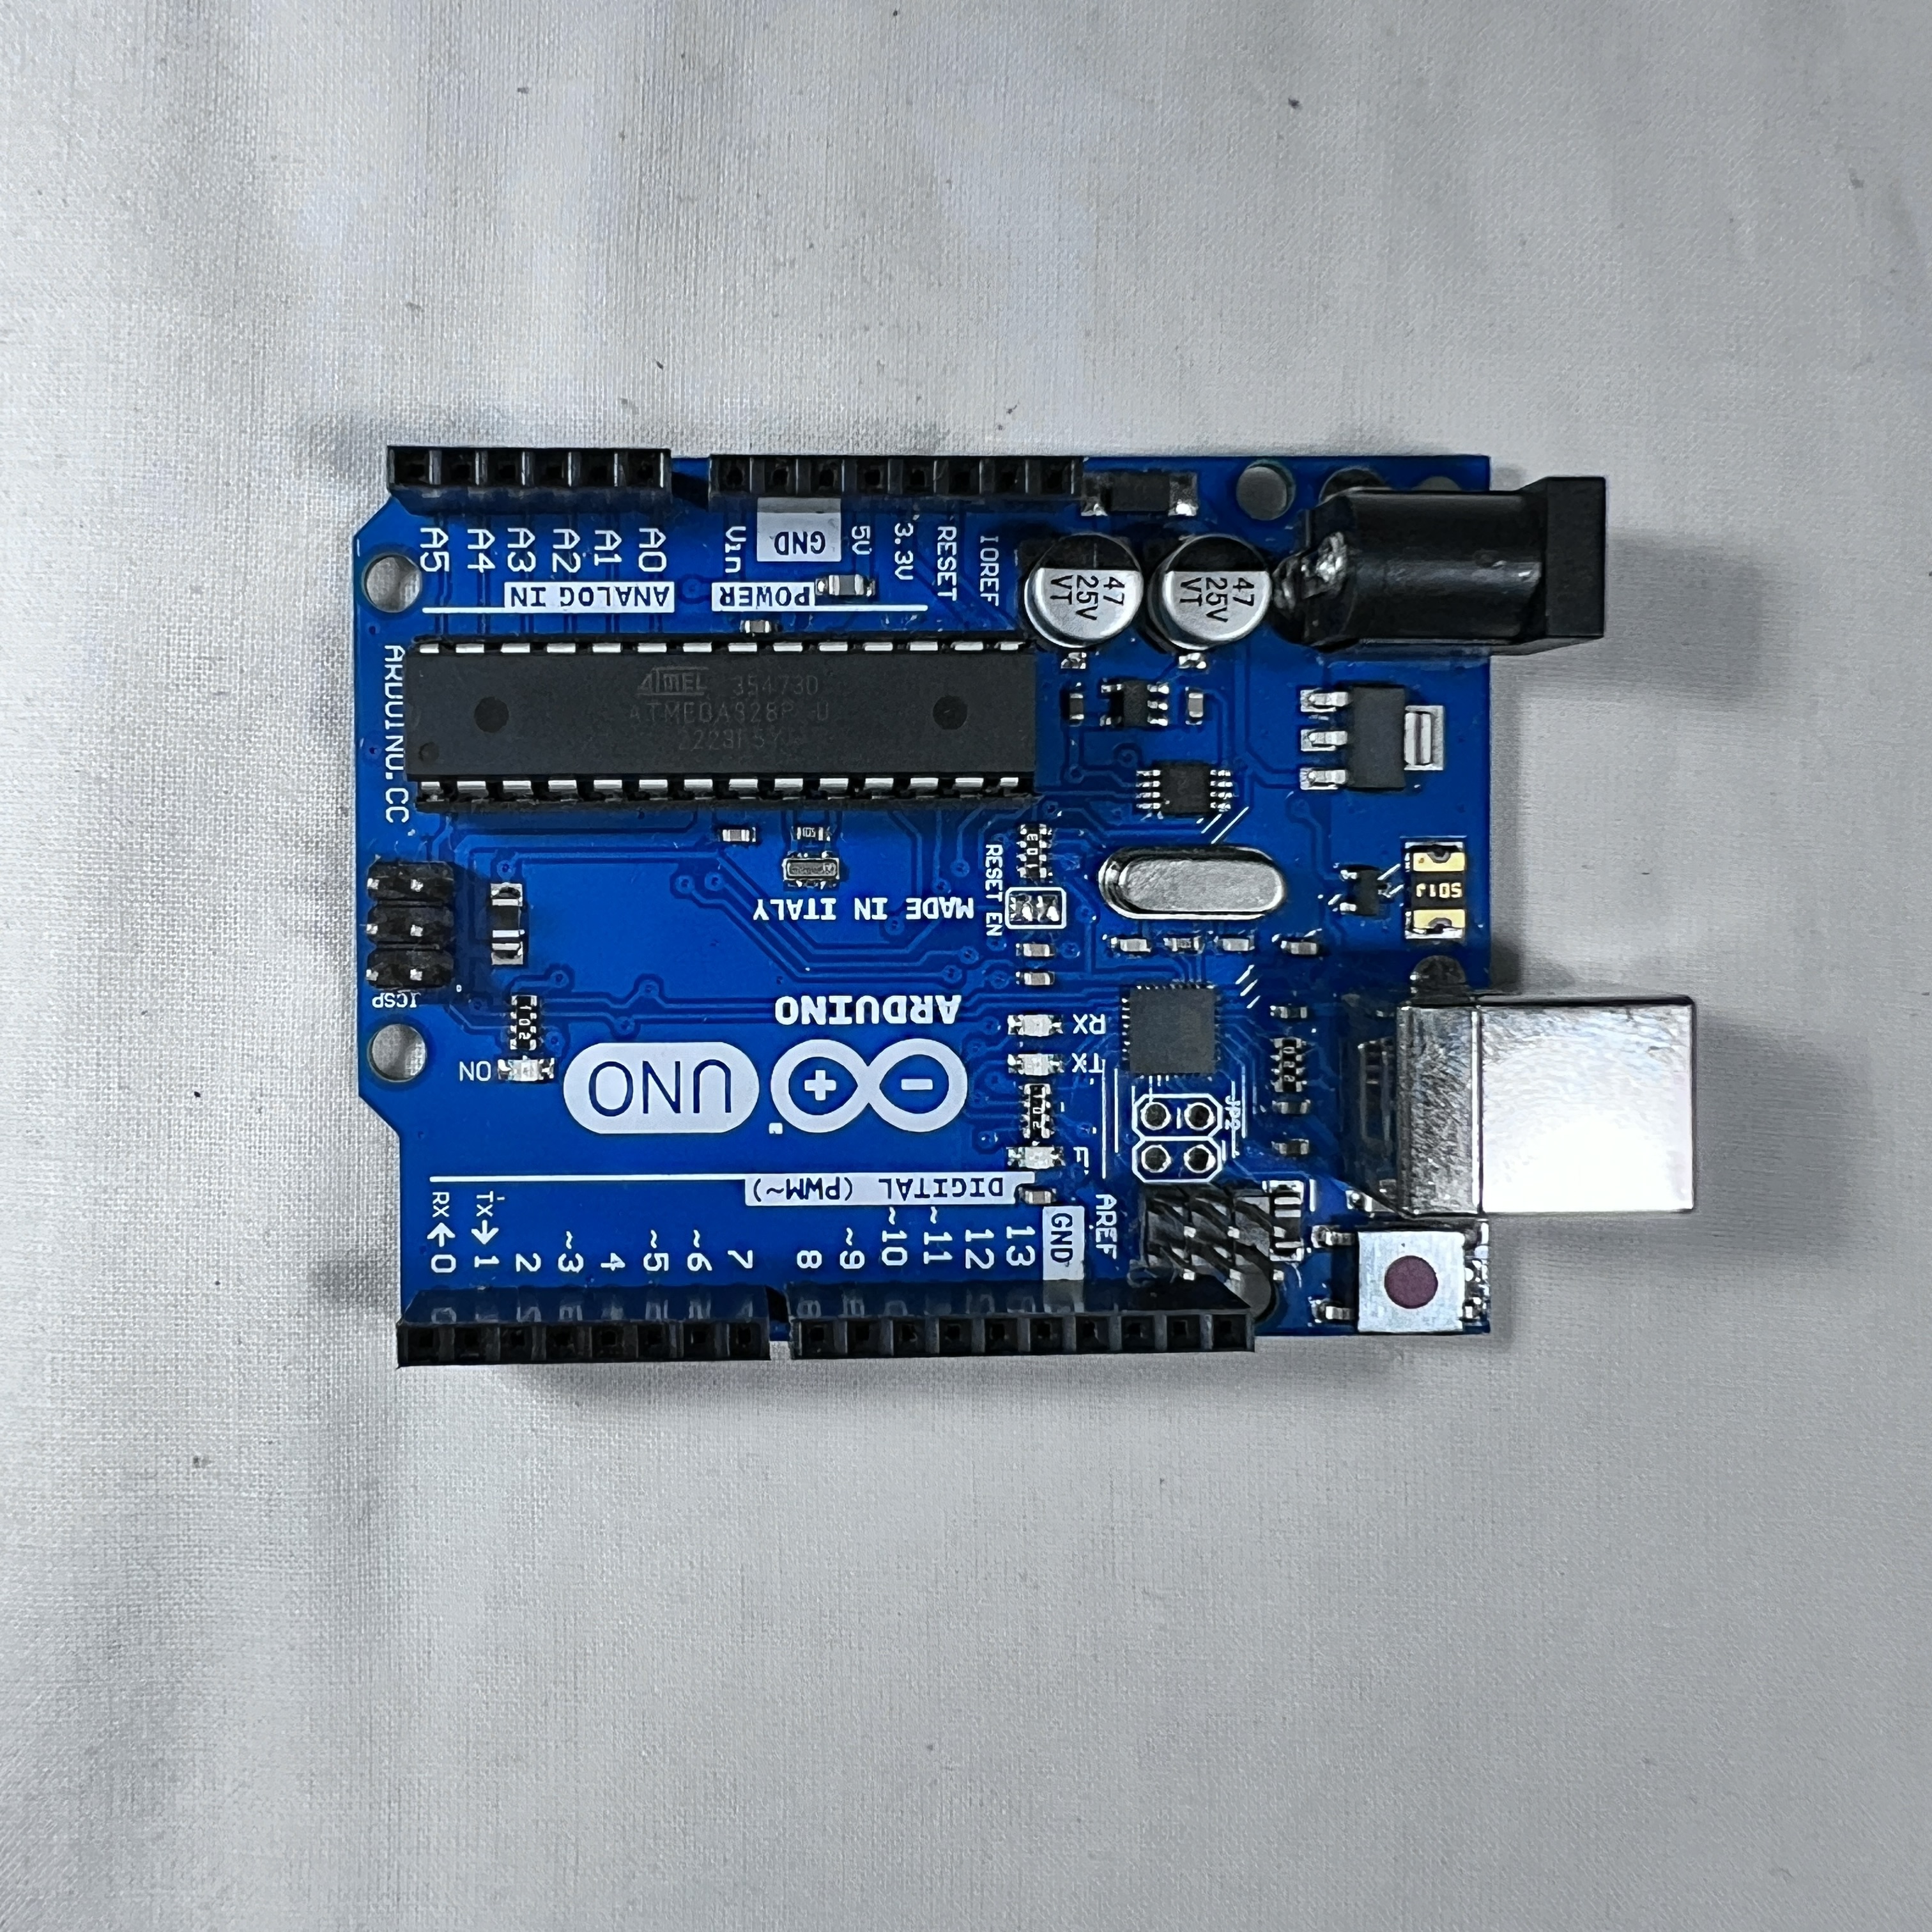 A5 A4 A3 A2 A1 A0
ANALOG IN
Vin GND 5V 3.3V RESET IOREF
POWER
47
25V
VT
47
25V
VT
ARDUINO.CC
ATMEL
RESET EN
MADE IN ITALY
501J
ICSP
ON
ARDUINO
UNO
RX
TX
JP2
DIGITAL (PWM~)
RX←0
TX→1
2
~3
4
~5
~6
7
8
~9
~10
~11
12
13
GND
AREF